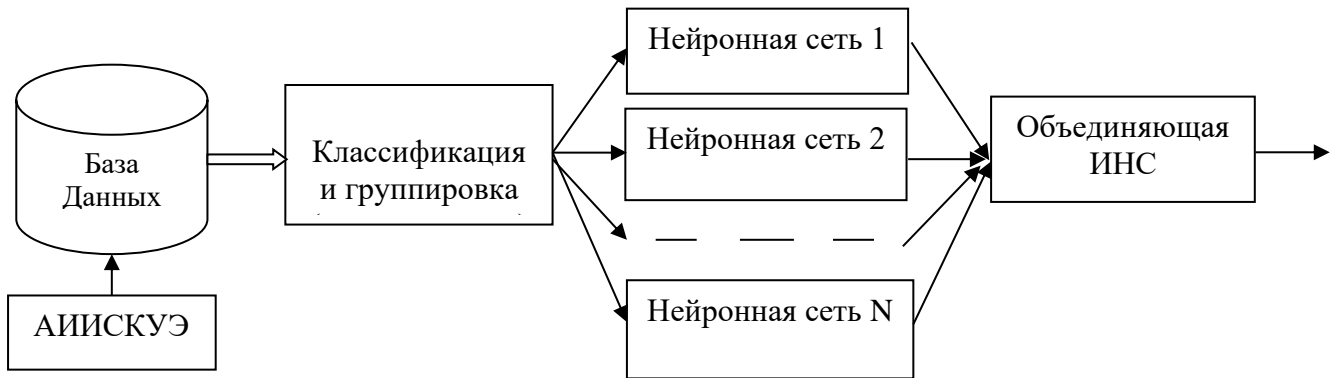 База
Данных
АИИСКУЭ
Классификация
и группировка
Нейронная сеть 1
Нейронная сеть 2
Нейронная сеть N
Объединяющая
ИНС